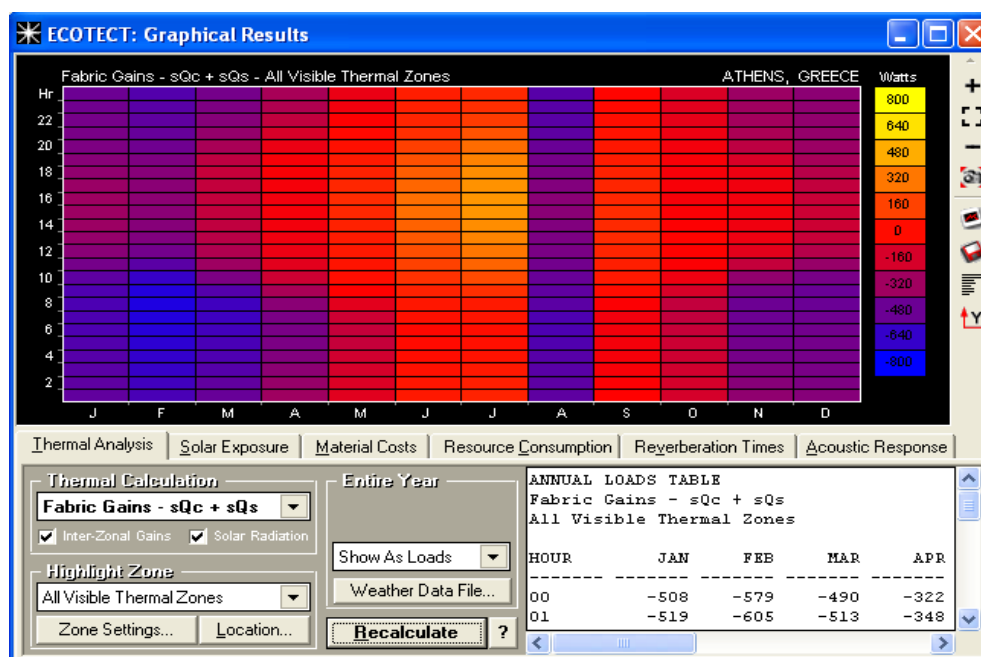 ECOTECT: Graphical Results
Fabric Gains - sQc + sQs - All Visible Thermal Zones ATHENS, GREECE Watts
Hr
22
20
18
16
14
12
10
8
6
4
2
J F M A M J J A S O N D
800
640
480
320
160
0
-160
-320
-480
-640
-800
Thermal Analysis Solar Exposure Material Costs Resource Consumption Reverberation Times Acoustic Response
Thermal Calculation
Fabric Gains - sQc + sQs
Inter-Zonal Gains Solar Radiation
Highlight Zone
All Visible Thermal Zones
Zone Settings... Location...
Entire Year
Show As Loads
Weather Data File...
Recalculate ?
ANNUAL LOADS TABLE
Fabric Gains - sQc + sQs
All Visible Thermal Zones
HOUR JAN FEB MAR APR
------- ------- ------- ------- -------
00 -508 -579 -490 -322
01 -519 -605 -513 -348
Y